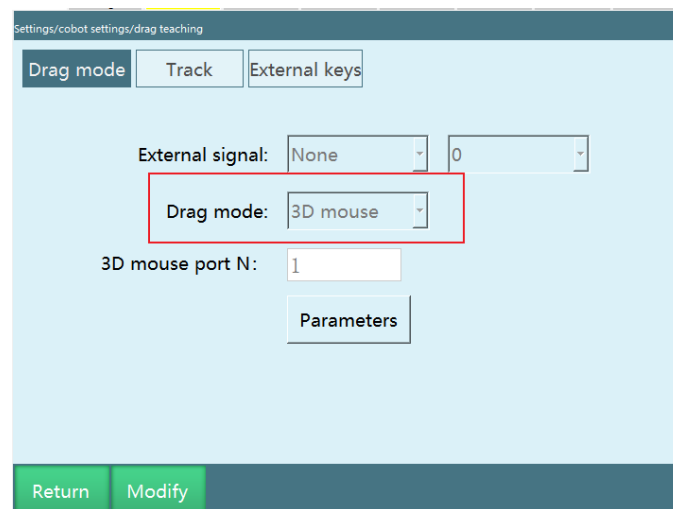 Settings/cobot settings/drag teaching
Drag mode Track External keys
External signal: None 0
Drag mode: 3D mouse
3D mouse port N: 1
Parameters
Return Modify